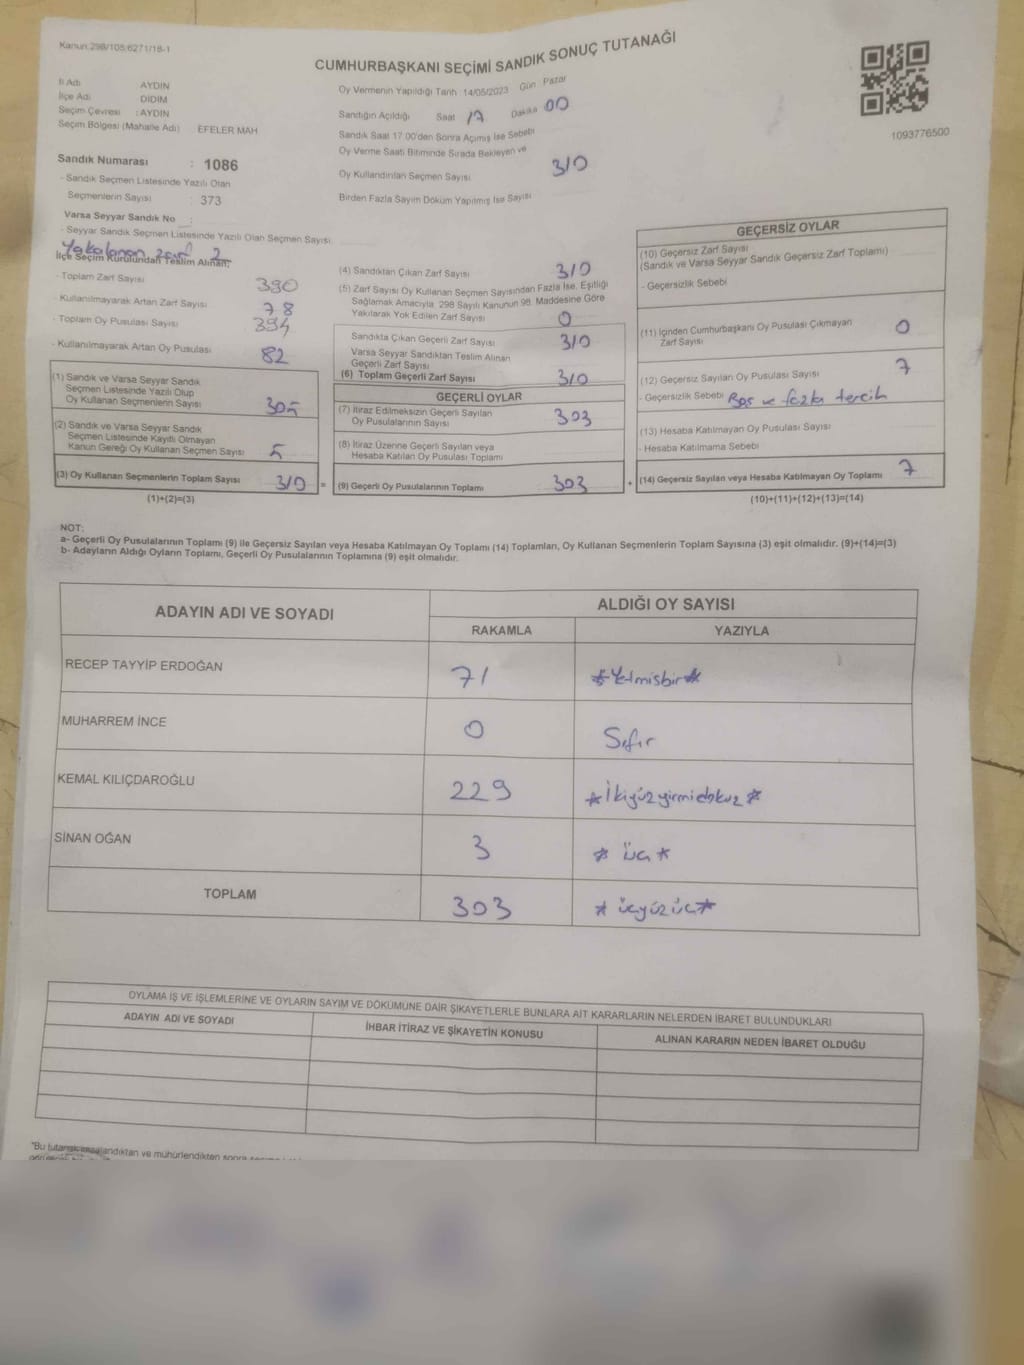 Kanun:298/108;6271/18-1
CUMHURBAŞKANI SEÇİMİ SANDIK SONUÇ TUTANAĞI
İl Adı AYDIN
İlçe Adı DİDİM
Seçim Çevresi : AYDIN
Seçim Bölgesi (Mahalle Adı) EFELER MAH
Oy Vermenin Yapıldığı Tarih : 14/05/2023 Gün Pazar
Sandığın Açıldığı Saat 17 Dakika 00
Sandık Saat 17:00'den Sonra Açılmış İse Sebebi
Oy Verme Saati Bitiminde Sırada Bekleyen ve
Oy Kullandırılan Seçmen Sayısı 310
Birden Fazla Sayım Döküm Yapılmış İse Sayısı
1093776500
Sandık Numarası : 1086
- Sandık Seçmen Listesinde Yazılı Olan
Seçmenlerin Sayısı : 373
Varsa Seyyar Sandık No :
- Seyyar Sandık Seçmen Listesinde Yazılı Olan Seçmen Sayısı:
Yakalanan zarf 2
İlçe Seçim Kurulundan Teslim Alınan;
- Toplam Zarf Sayısı 390
- Kullanılmayarak Artan Zarf Sayısı 78
- Toplam Oy Pusulası Sayısı 394
- Kullanılmayarak Artan Oy Pusulası 82
(1) Sandık ve Varsa Seyyar Sandık
Seçmen Listesinde Yazılı Olup
Oy Kullanan Seçmenlerin Sayısı 305
(2) Sandık ve Varsa Seyyar Sandık
Seçmen Listesinde Kayıtlı Olmayan
Kanun Gereği Oy Kullanan Seçmen Sayısı 5
(3) Oy Kullanan Seçmenlerin Toplam Sayısı 310 =
(1)+(2)=(3)
(4) Sandıktan Çıkan Zarf Sayısı 310
(5) Zarf Sayısı Oy Kullanan Seçmen Sayısından Fazla İse, Eşitliği
Sağlamak Amacıyla, 298 Sayılı Kanunun 98. Maddesine Göre
Yakılarak Yok Edilen Zarf Sayısı 0
Sandıkta Çıkan Geçerli Zarf Sayısı 310
Varsa Seyyar Sandıktan Teslim Alınan
Geçerli Zarf Sayısı
(6) Toplam Geçerli Zarf Sayısı 310
GEÇERLİ OYLAR
(7) İtiraz Edilmeksizin Geçerli Sayılan
Oy Pusulalarının Sayısı 303
(8) İtiraz Üzerine Geçerli Sayılan veya
Hesaba Katılan Oy Pusulası Toplamı
(9) Geçerli Oy Pusulalarının Toplamı 303 +
GEÇERSİZ OYLAR
(10) Geçersiz Zarf Sayısı
(Sandık ve Varsa Seyyar Sandık Geçersiz Zarf Toplamı)
- Geçersizlik Sebebi
(11) İçinden Cumhurbaşkanı Oy Pusulası Çıkmayan
Zarf Sayısı 0
(12) Geçersiz Sayılan Oy Pusulası Sayısı 7
- Geçersizlik Sebebi Boş ve fazla tercih
(13) Hesaba Katılmayan Oy Pusulası Sayısı
- Hesaba Katılmama Sebebi
(14) Geçersiz Sayılan veya Hesaba Katılmayan Oy Toplamı 7
(10)+(11)+(12)+(13)=(14)
NOT:
a- Geçerli Oy Pusulalarının Toplamı (9) ile Geçersiz Sayılan veya Hesaba Katılmayan Oy Toplamı (14) Toplamları, Oy Kullanan Seçmenlerin Toplam Sayısına (3) eşit olmalıdır. (9)+(14)=(3)
b- Adayların Aldığı Oyların Toplamı, Geçerli Oy Pusulalarının Toplamına (9) eşit olmalıdır.
ADAYIN ADI VE SOYADI ALDIĞI OY SAYISI
RAKAMLA YAZIYLA
RECEP TAYYİP ERDOĞAN 71 *Yetmişbir*
MUHARREM İNCE 0 Sıfır
KEMAL KILIÇDAROĞLU 229 *İkiyüzyirmidokuz*
SİNAN OĞAN 3 *üç*
TOPLAM 303 *üçyüzüç*
OYLAMA İŞ VE İŞLEMLERİNE VE OYLARIN SAYIM VE DÖKÜMÜNE DAİR ŞİKAYETLERLE BUNLARA AİT KARARLARIN NELERDEN İBARET BULUNDUKLARI
ADAYIN ADI VE SOYADI İHBAR İTİRAZ VE ŞİKAYETİN KONUSU ALINAN KARARIN NEDEN İBARET OLDUĞU
"Bu tutanak ve mühürlendikten sonra